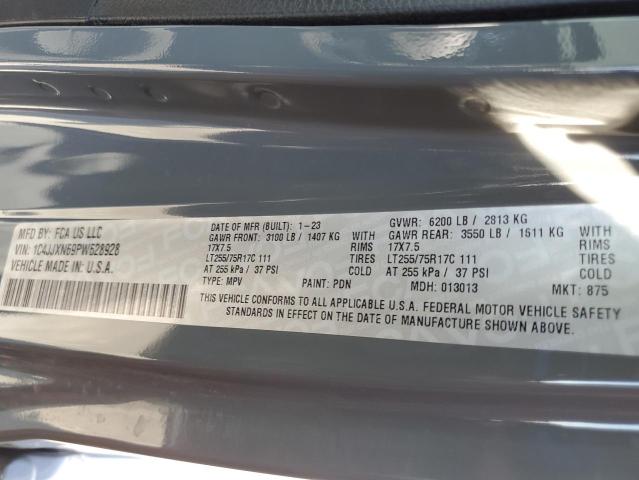 MFD BY: FCA US LLC
VIN: 1C4JJXN69PW528928
VEHICLE MADE IN U.S.A.
DATE OF MFR (BUILT): 1-23
GAWR FRONT: 3100 LB / 1407 KG
17X7.5 RIMS
LT255/75R17C 111 TIRES
AT 255 kPa / 37 PSI COLD
TYPE: MPV PAINT: PDN
GVWR: 6200 LB / 2813 KG
GAWR REAR: 3550 LB / 1611 KG
17X7.5 RIMS
LT255/75R17C 111 TIRES
AT 255 kPa / 37 PSI COLD
MDH: 013013 MKT: 875
THIS VEHICLE CONFORMS TO ALL APPLICABLE U.S.A. FEDERAL MOTOR VEHICLE SAFETY
STANDARDS IN EFFECT ON THE DATE OF MANUFACTURE SHOWN ABOVE.